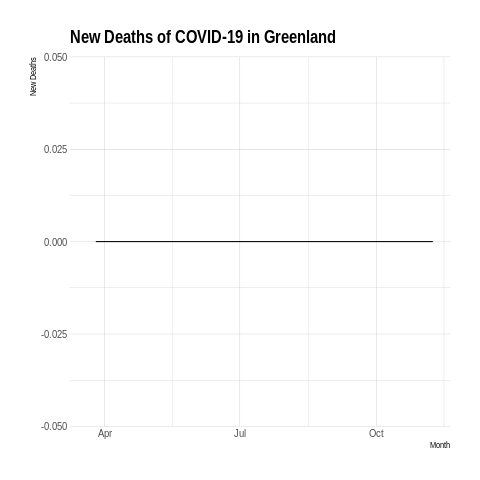 New Deaths of COVID-19 in Greenland
New Deaths
0.050
0.025
0.000
-0.025
-0.050
Apr
Jul
Oct
Month